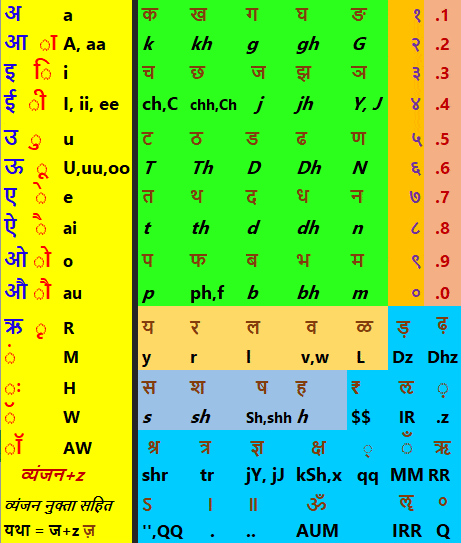 अ a क ख ग घ ङ १ .1
आ ा A, aa k kh g gh G २ .2
इ ि i च छ ज झ ञ ३ .3
ई ी I, ii, ee ch,C chh,Ch j jh Y, J ४ .4
उ ु u ट ठ ड ढ ण ५ .5
ऊ ू U,uu,oo T Th D Dh N ६ .6
ए े e त थ द ध न ७ .7
ऐ ै ai t th d dh n ८ .8
ओ ो o प फ ब भ म ९ .9
औ ौ au p ph,f b bh m ० .0
ऋ ृ R य र ल व ळ ड़ ढ़
ं M y r l v,w L Dz Dhz
ः H स श ष ह ₹ ऌ ़
ॅ W s sh Sh,shh h $$ lR .z
ॉ AW श्र त्र ज्ञ क्ष ॢ ँ ॠ
व्यंजन+z shr tr jY, jJ kSh,x qq MM RR
व्यंजन नुक्ता सहित ऽ । ॥ ॐ ॡ ॰
यथा = ज+z ज़ '',QQ . .. AUM lRR Q